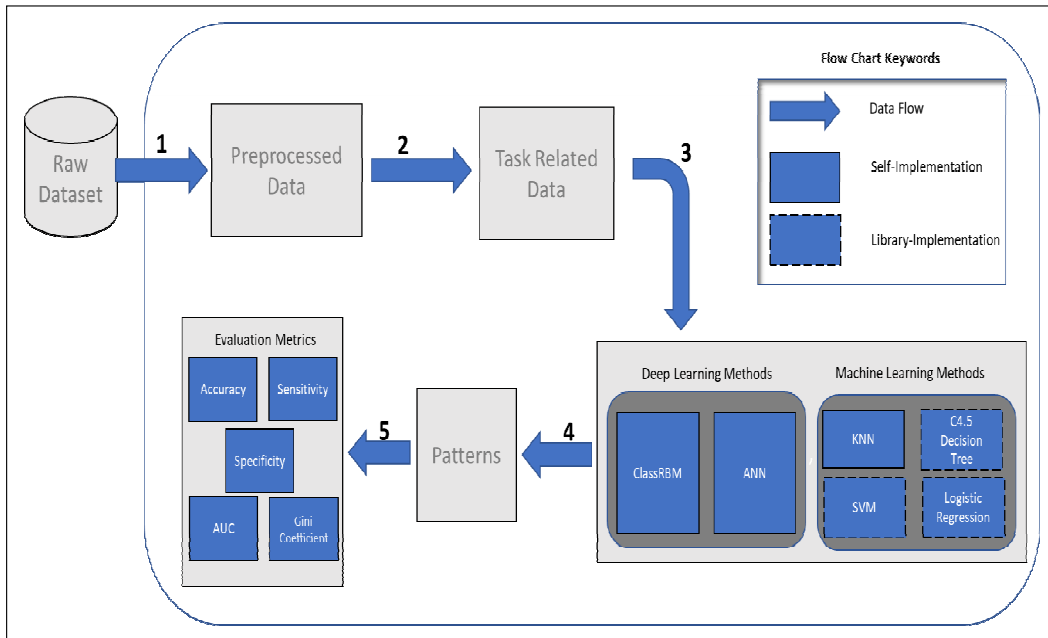 Flow Chart Keywords
Data Flow
Self-Implementation
Library-Implementation
Raw
Dataset
1
Preprocessed
Data
2
Task Related
Data
3
Deep Learning Methods
ClassRBM
ANN
Machine Learning Methods
KNN
C4.5
Decision
Tree
SVM
Logistic
Regression
4
Patterns
5
Evaluation Metrics
Accuracy
Sensitivity
Specificity
AUC
Gini
Coefficient